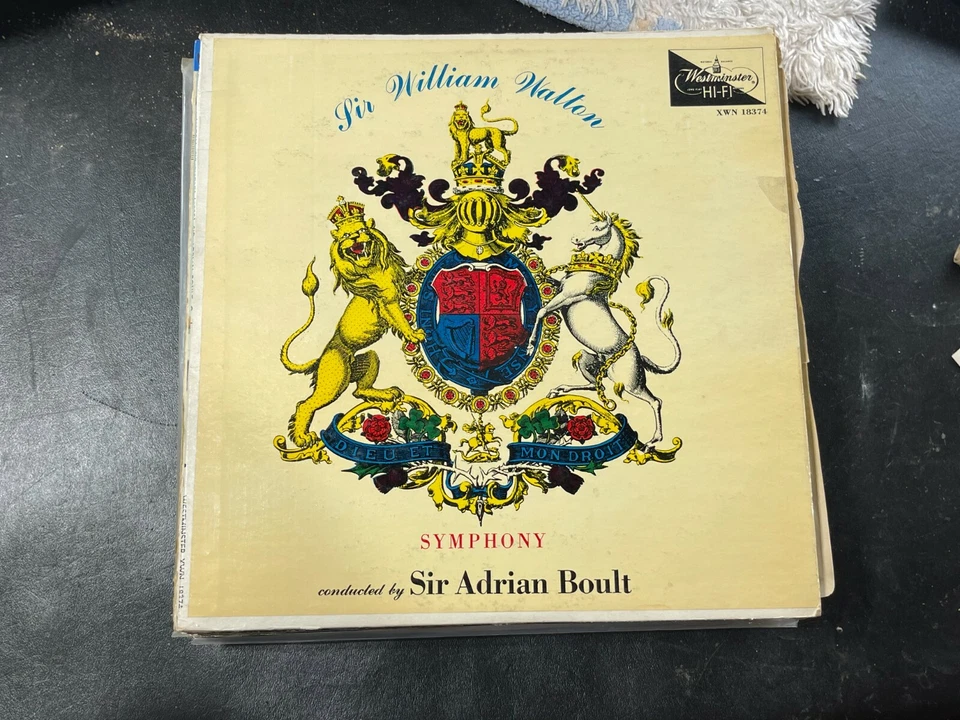 Sir William Walton
Westminster
HI-FI
XWN 18374
DIEU ET
MON DROIT
SYMPHONY
conducted by Sir Adrian Boult